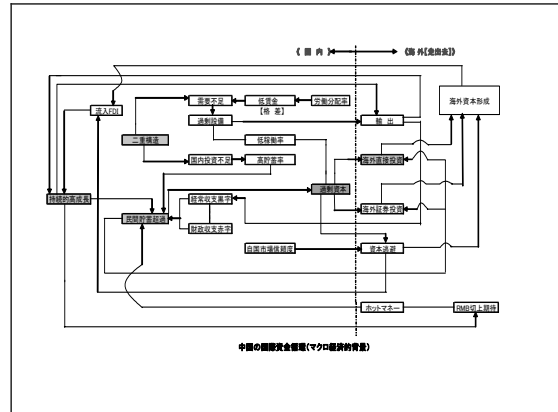 《 国 内 》
《海 外【走出去】》
需要不足
低賃金
労働分配率
【格 差】
海外資本形成
流入FDI
過剰設備
輸 出
二重構造
低稼働率
国内投資不足
高貯蓄率
海外直接投資
過剰資本
持続的高成長
経常収支黒字
海外証券投資
民間貯蓄超過
財政収支赤字
自国市場信頼度
資本逃避
ホットマネー
RMB切上期待
中国の国際資金循環(マクロ経済的背景)